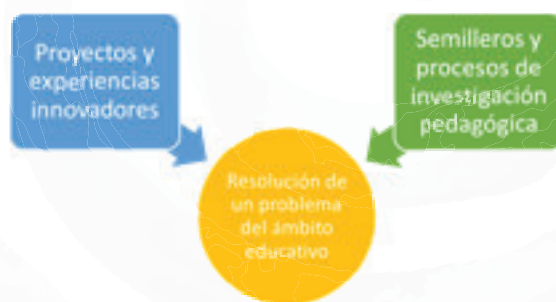 Proyectos y
experiencias
innovadores
Semilleros y
procesos de
investigación
pedagógica
Resolución de
un problema
del ámbito
educativo